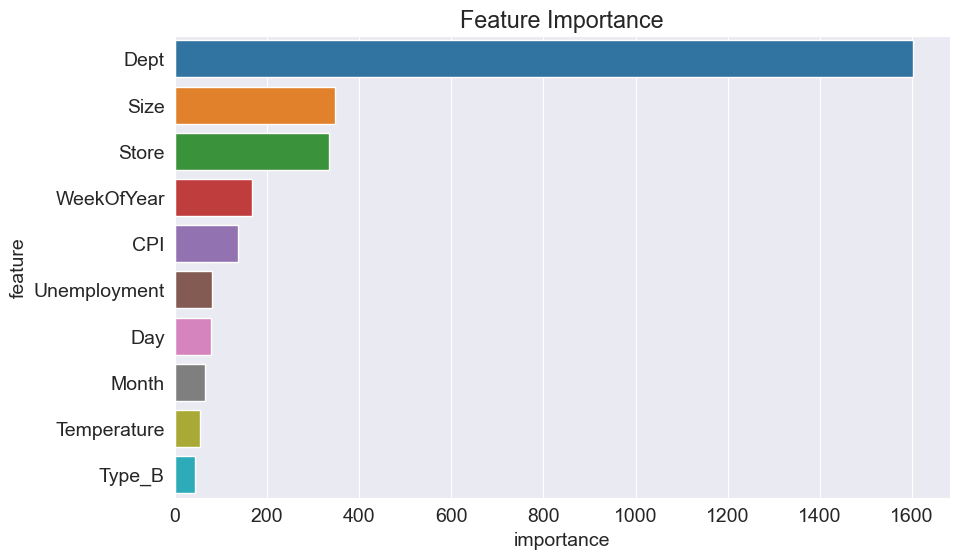 Feature Importance
Dept
Size
Store
WeekOfYear
CPI
Unemployment
Day
Month
Temperature
Type_B
feature
0 200 400 600 800 1000 1200 1400 1600
importance